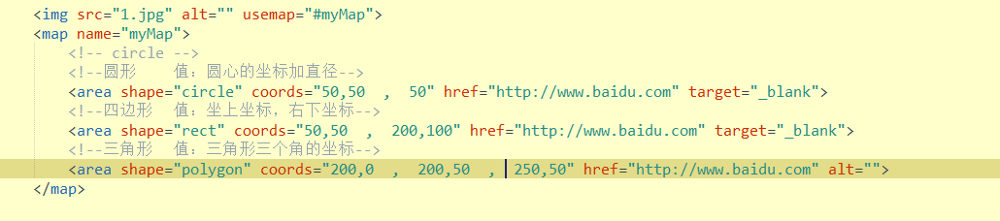 <img src="1.jpg" alt="" usemap="#myMap">
<map name="myMap">
<!-- circle -->
<!--圆形    值：圆心的坐标加直径-->
<area shape="circle" coords="50,50  ,  50" href="http://www.baidu.com" target="_blank">
<!--四边形  值：坐上坐标，右下坐标-->
<area shape="rect" coords="50,50  ,  200,100" href="http://www.baidu.com" target="_blank">
<!--三角形  值：三角形三个角的坐标-->
<area shape="polygon" coords="200,0  ,  200,50  ,  250,50" href="http://www.baidu.com" alt="">
</map>